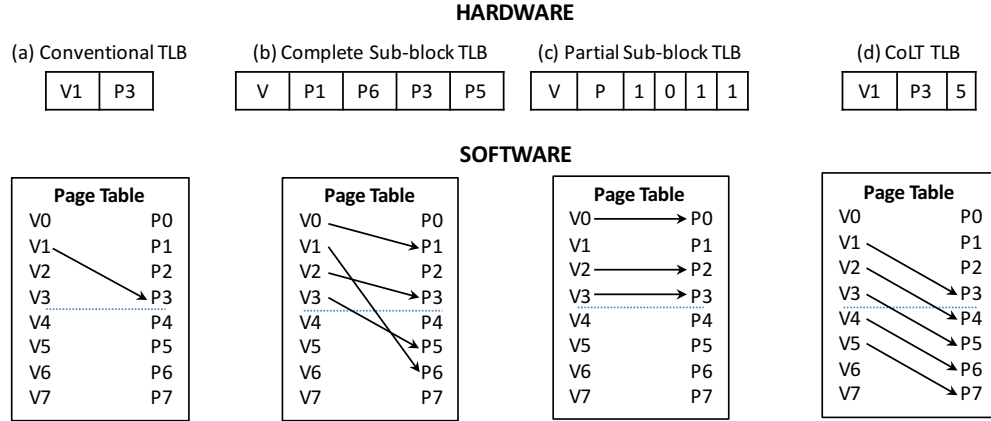 HARDWARE
(a) Conventional TLB (b) Complete Sub-block TLB (c) Partial Sub-block TLB (d) CoLT TLB
V1 P3 V P1 P6 P3 P5 V P 1 0 1 1 V1 P3 5
SOFTWARE
Page Table Page Table Page Table Page Table
V0 P0 V0 P0 V0 P0 V0 P0
V1 P1 V1 P1 V1 P1 V1 P1
V2 P2 V2 P2 V2 P2 V2 P2
V3 P3 V3 P3 V3 P3 V3 P3
V4 P4 V4 P4 V4 P4 V4 P4
V5 P5 V5 P5 V5 P5 V5 P5
V6 P6 V6 P6 V6 P6 V6 P6
V7 P7 V7 P7 V7 P7 V7 P7